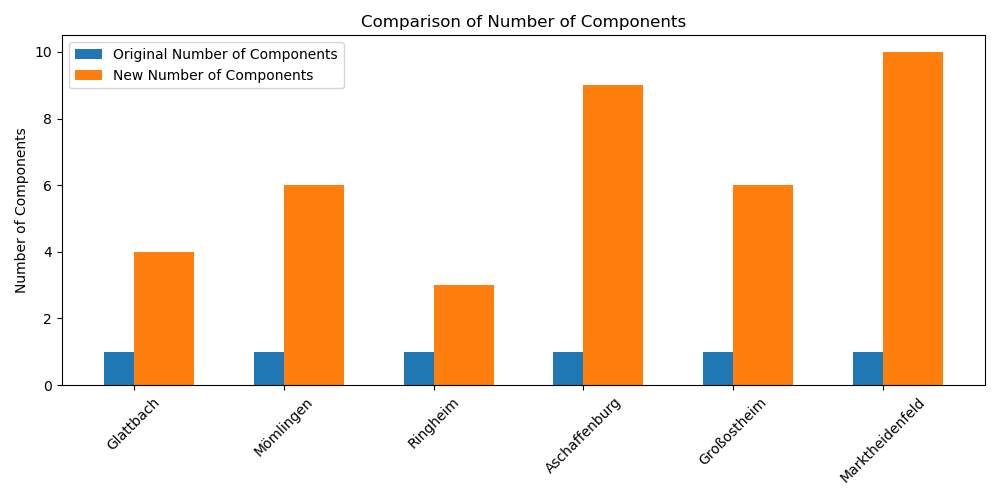 Comparison of Number of Components
Original Number of Components
New Number of Components
Number of Components
10
8
6
4
2
0
Glattbach
Mömlingen
Ringheim
Aschaffenburg
Großostheim
Marktheidenfeld